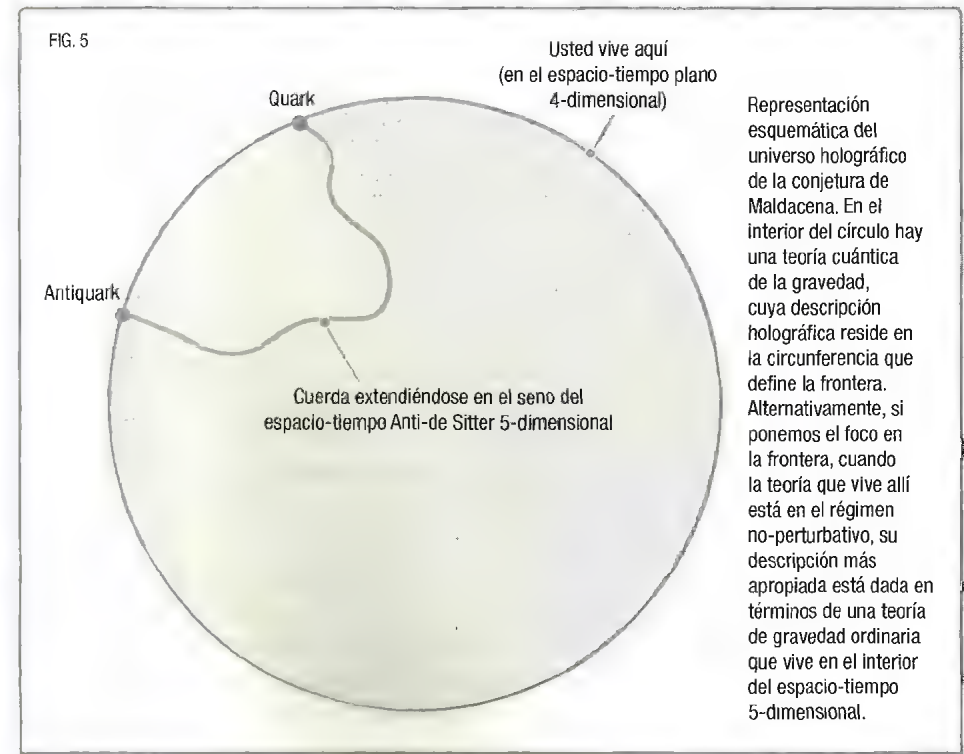 FIG. 5
Usted vive aquí
(en el espacio-tiempo plano
4-dimensional)
Quark
Antiquark
Cuerda extendiéndose en el seno del
espacio-tiempo Anti-de Sitter 5-dimensional
Representación
esquemática del
universo holográfico
de la conjetura de
Maldacena. En el
interior del círculo hay
una teoría cuántica
de la gravedad,
cuya descripción
holográfica reside en
la circunferencia que
define la frontera.
Alternativamente, si
ponemos el foco en
la frontera, cuando
la teoría que vive allí
está en el régimen
no-perturbativo, su
descripción más
apropiada está dada en
términos de una teoría
de gravedad ordinaria
que vive en el interior
del espacio-tiempo
5-dimensional.